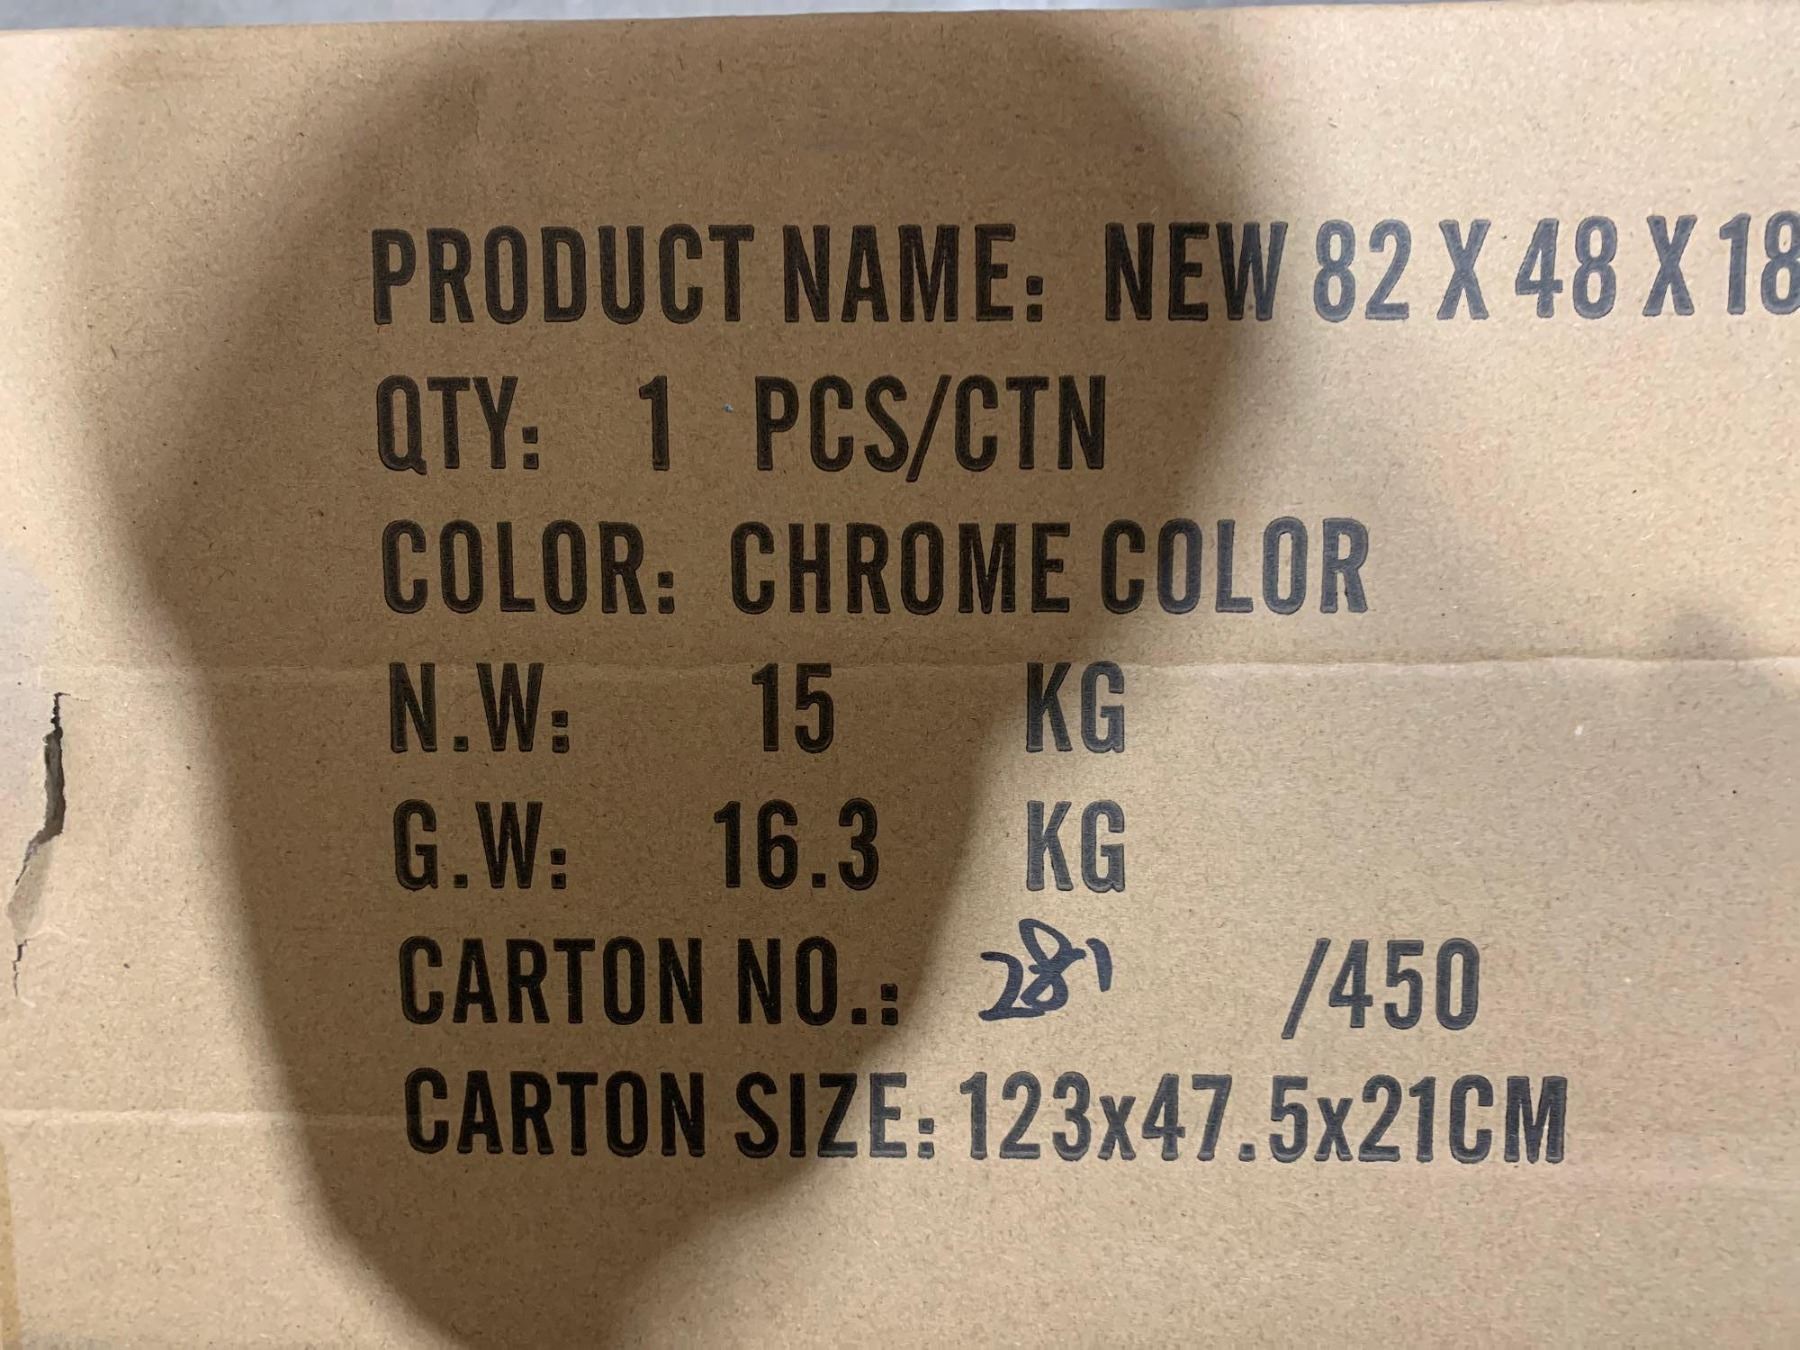 PRODUCT NAME: NEW 82 X 48 X 18
QTY: 1 PCS/CTN
COLOR: CHROME COLOR
N.W: 15 KG
G.W: 16.3 KG
CARTON NO.: 281 /450
CARTON SIZE: 123x47.5x21CM